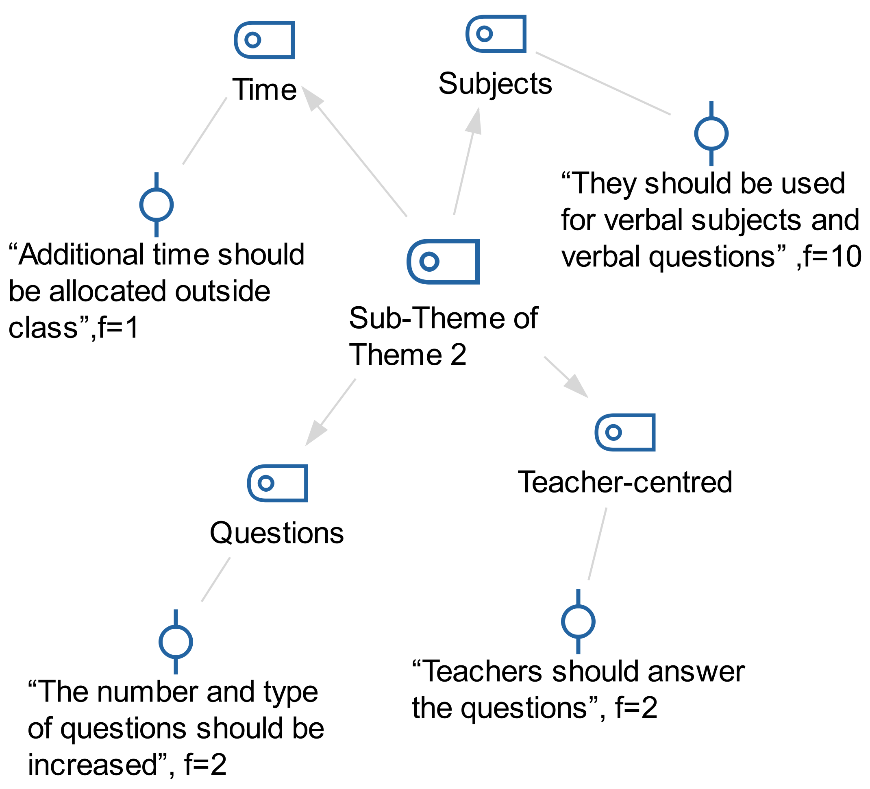 Time
Subjects
“They should be used
for verbal subjects and
verbal questions” ,f=10
“Additional time should
be allocated outside
class”,f=1
Sub-Theme of
Theme 2
Teacher-centred
Questions
“Teachers should answer
the questions”, f=2
“The number and type
of questions should be
increased”, f=2